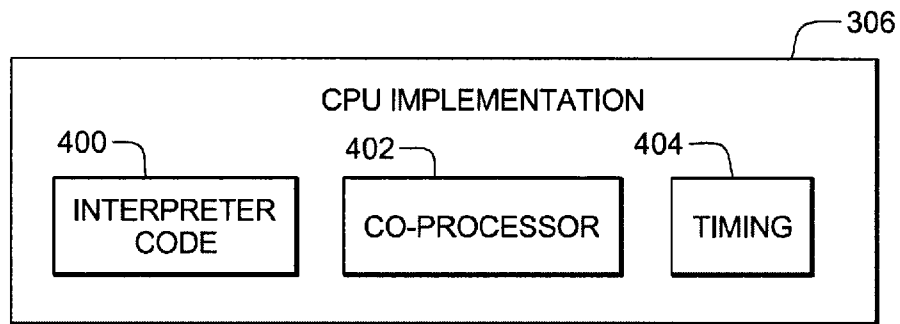 306
CPU IMPLEMENTATION
400
402
404
INTERPRETER
CODE
CO-PROCESSOR
TIMING